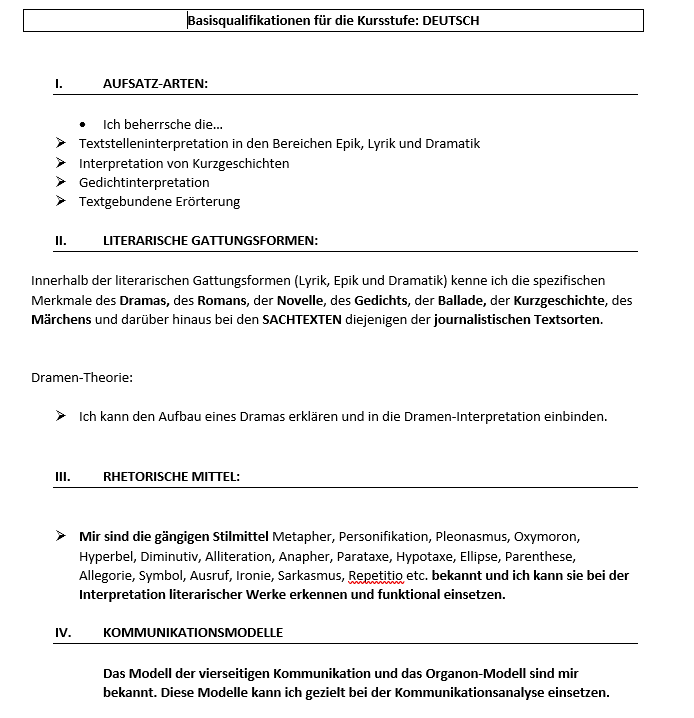 Basisqualifikationen für die Kursstufe: DEUTSCH
I. AUFSATZ-ARTEN:
• Ich beherrsche die...
➢ Textstelleninterpretation in den Bereichen Epik, Lyrik und Dramatik
➢ Interpretation von Kurzgeschichten
➢ Gedichtinterpretation
➢ Textgebundene Erörterung
II. LITERARISCHE GATTUNGSFORMEN:
Innerhalb der literarischen Gattungsformen (Lyrik, Epik und Dramatik) kenne ich die spezifischen
Merkmale des Dramas, des Romans, der Novelle, des Gedichts, der Ballade, der Kurzgeschichte, des
Märchens und darüber hinaus bei den SACHTEXTEN diejenigen der journalistischen Textsorten.
Dramen-Theorie:
➢ Ich kann den Aufbau eines Dramas erklären und in die Dramen-Interpretation einbinden.
III. RHETORISCHE MITTEL:
➢ Mir sind die gängigen Stilmittel Metapher, Personifikation, Pleonasmus, Oxymoron,
Hyperbel, Diminutiv, Alliteration, Anapher, Parataxe, Hypotaxe, Ellipse, Parenthese,
Allegorie, Symbol, Ausruf, Ironie, Sarkasmus, Repetitio etc. bekannt und ich kann sie bei der
Interpretation literarischer Werke erkennen und funktional einsetzen.
IV. KOMMUNIKATIONSMODELLE
Das Modell der vierseitigen Kommunikation und das Organon-Modell sind mir
bekannt. Diese Modelle kann ich gezielt bei der Kommunikationsanalyse einsetzen.